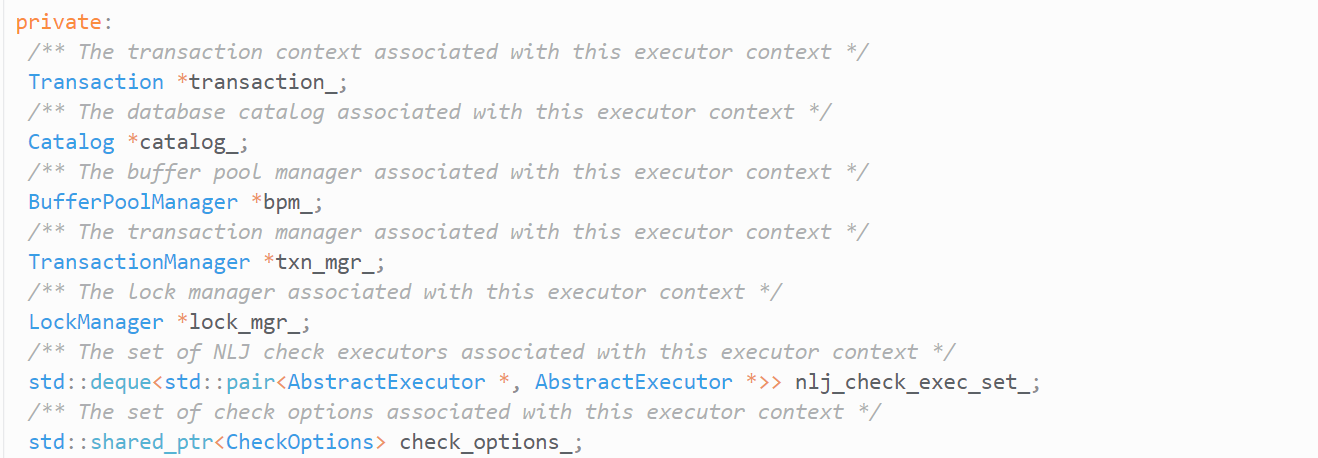 private:
/** The transaction context associated with this executor context */
Transaction *transaction_;
/** The database catalog associated with this executor context */
Catalog *catalog_;
/** The buffer pool manager associated with this executor context */
BufferPoolManager *bpm_;
/** The transaction manager associated with this executor context */
TransactionManager *txn_mgr_;
/** The lock manager associated with this executor context */
LockManager *lock_mgr_;
/** The set of NLJ check executors associated with this executor context */
std::deque<std::pair<AbstractExecutor *, AbstractExecutor *>> nlj_check_exec_set_;
/** The set of check options associated with this executor context */
std::shared_ptr<CheckOptions> check_options_;